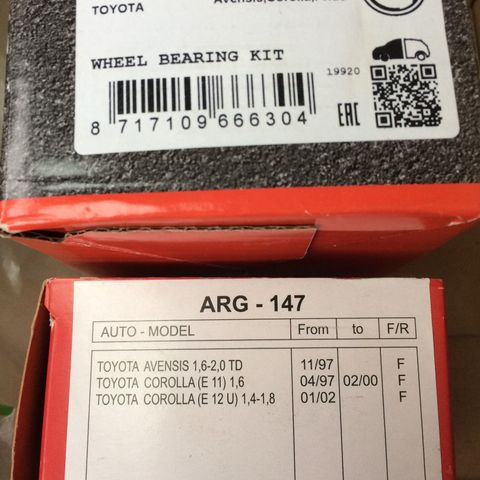 TOYOTA
Avensis,Corolla,
WHEEL BEARING KIT
19920
8 717109 666304
EAC
ARG - 147
AUTO - MODEL From to F/R
TOYOTA AVENSIS 1,6-2,0 TD 11/97 F
TOYOTA COROLLA (E 11) 1,6 04/97 02/00 F
TOYOTA COROLLA (E 12 U) 1,4-1,8 01/02 F